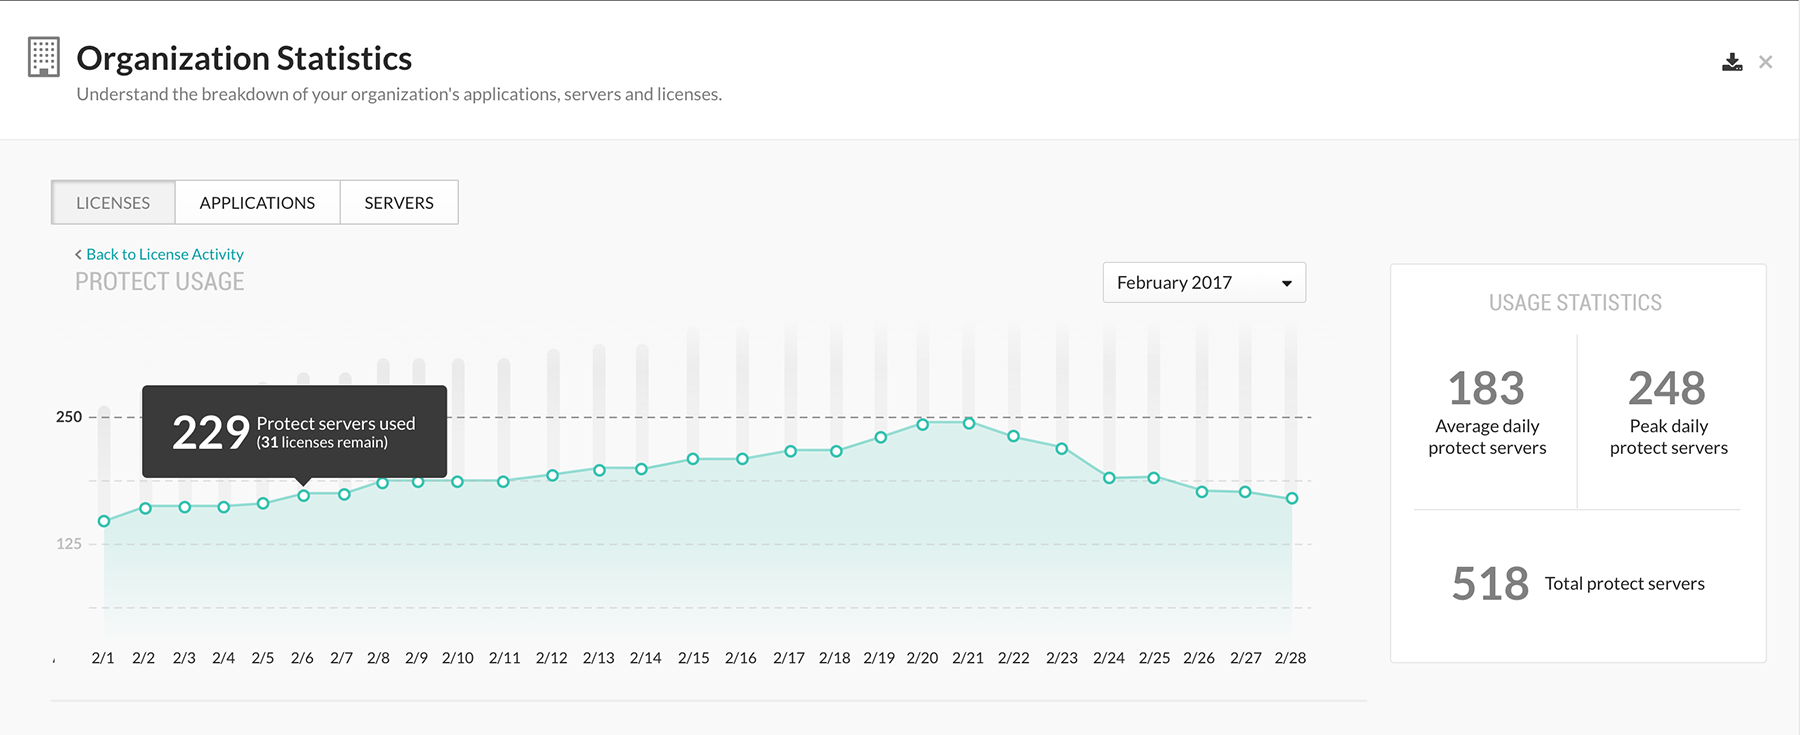 Organization Statistics
Understand the breakdown of your organization's applications, servers and licenses.
LICENSES APPLICATIONS SERVERS
Back to License Activity
PROTECT USAGE
February 2017
250
125
229 Protect servers used
(31 licenses remain)
2/1 2/2 2/3 2/4 2/5 2/6 2/7 2/8 2/9 2/10 2/11 2/12 2/13 2/14 2/15 2/16 2/17 2/18 2/19 2/20 2/21 2/22 2/23 2/24 2/25 2/26 2/27 2/28
USAGE STATISTICS
183
Average daily
protect servers
248
Peak daily
protect servers
518 Total protect servers